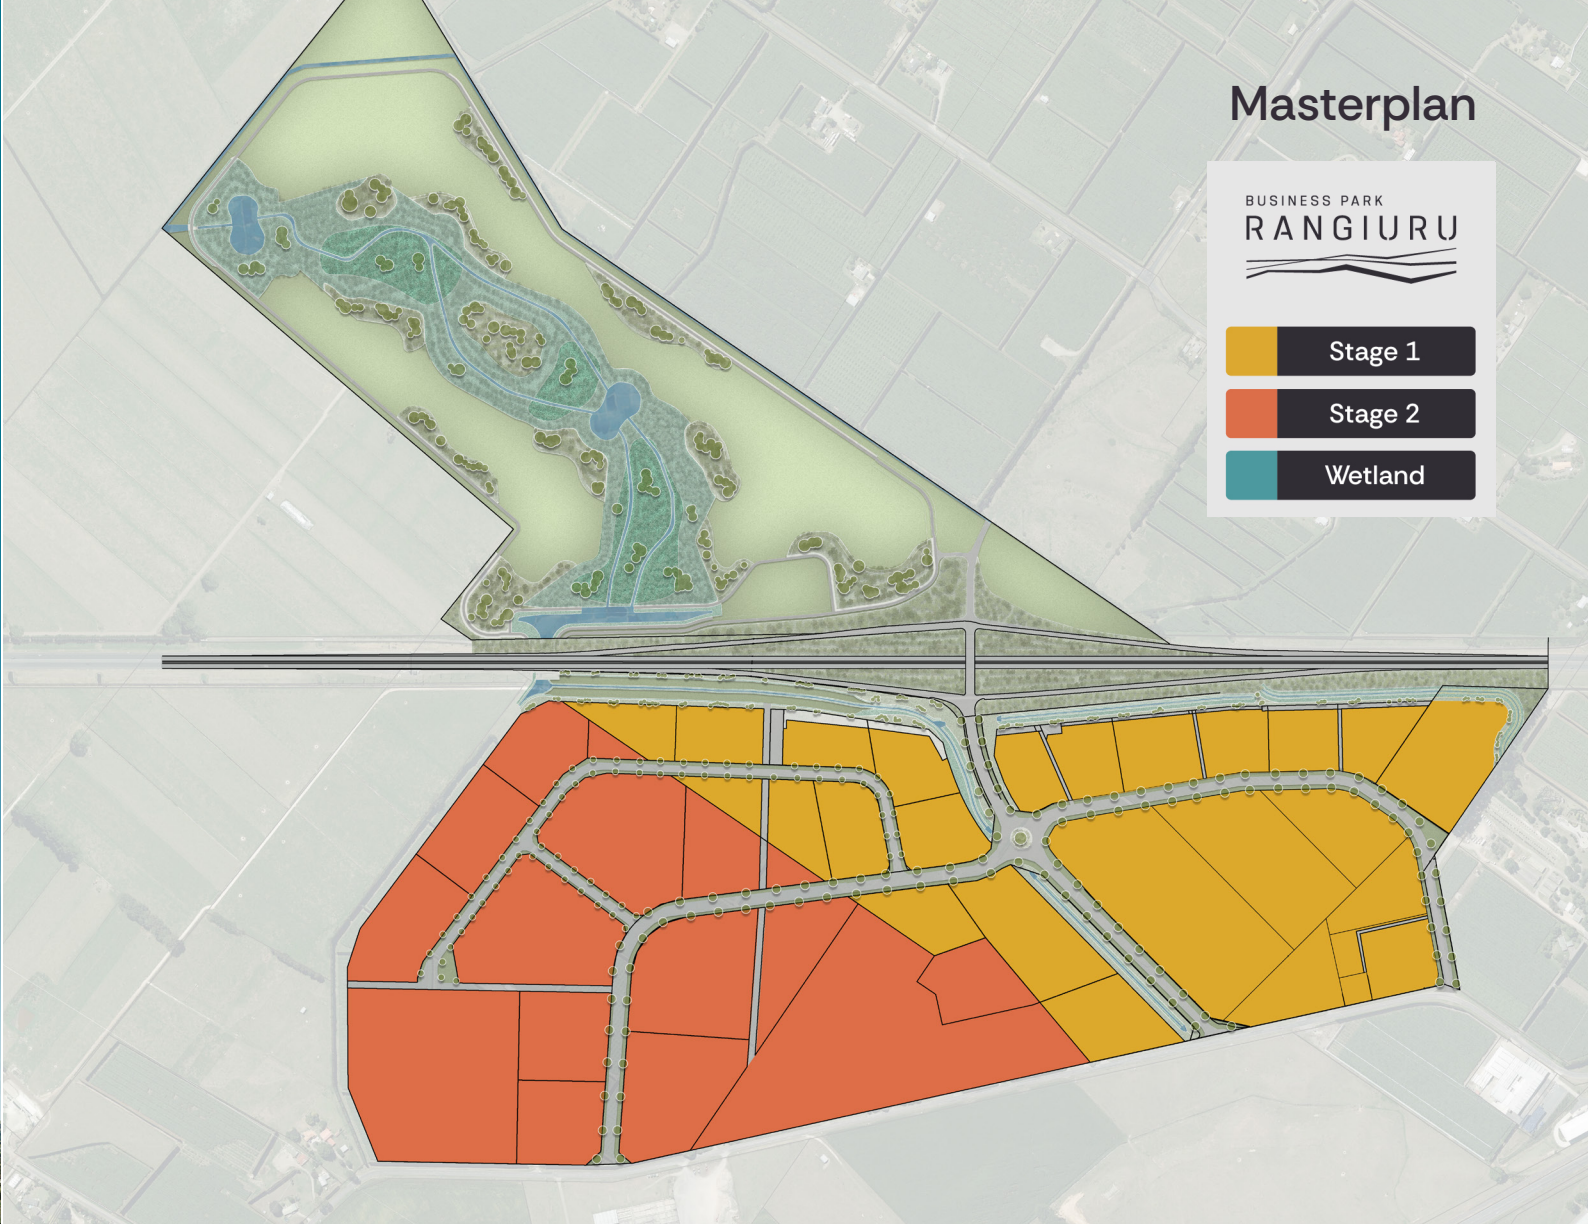 Masterplan
BUSINESS PARK
RANGIURU
Stage 1
Stage 2
Wetland